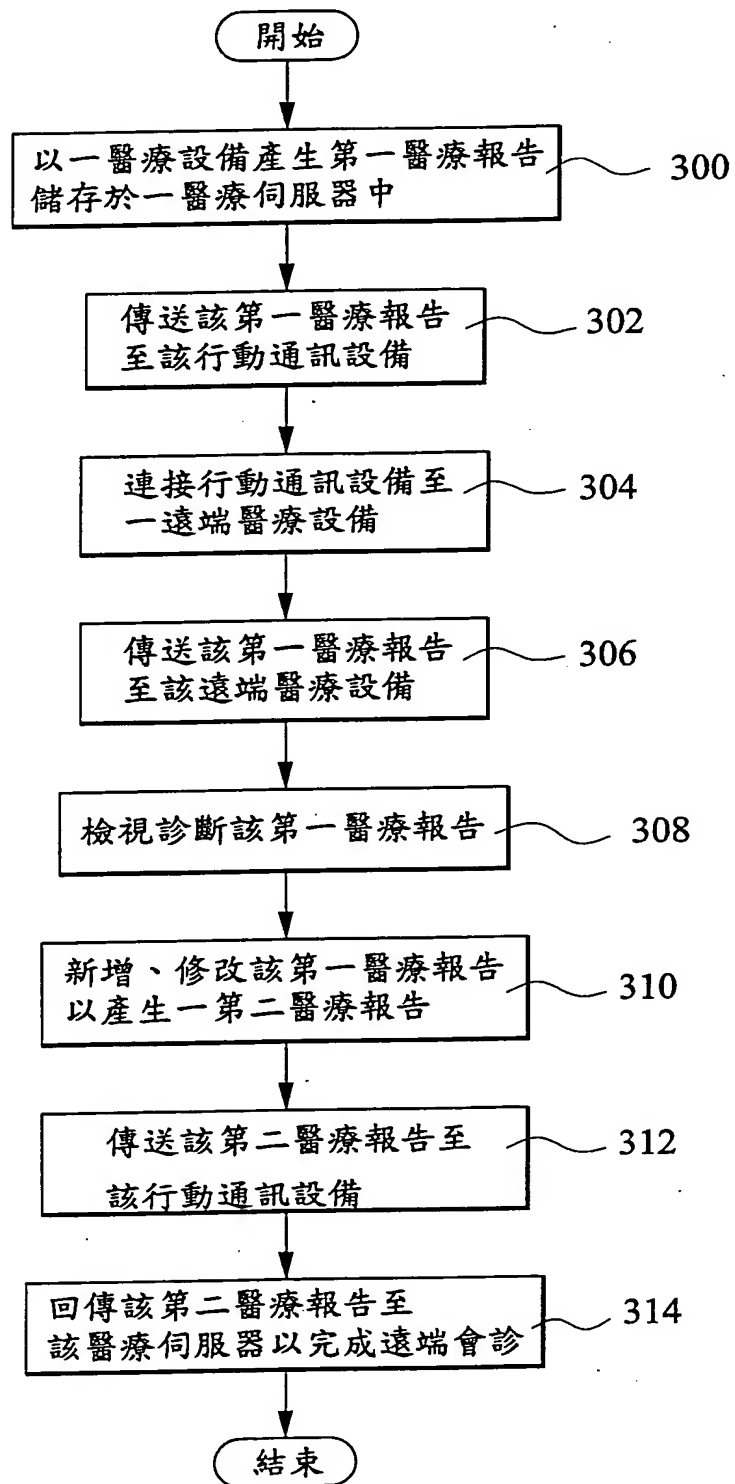 開始
以一醫療設備產生第一醫療報告
儲存於一醫療伺服器中
300
傳送該第一醫療報告
至該行動通訊設備
302
連接行動通訊設備至
一遠端醫療設備
304
傳送該第一醫療報告
至該遠端醫療設備
306
檢視診斷該第一醫療報告
308
新增、修改該第一醫療報告
以產生一第二醫療報告
310
傳送該第二醫療報告至
該行動通訊設備
312
回傳該第二醫療報告至
該醫療伺服器以完成遠端會診
314
結束